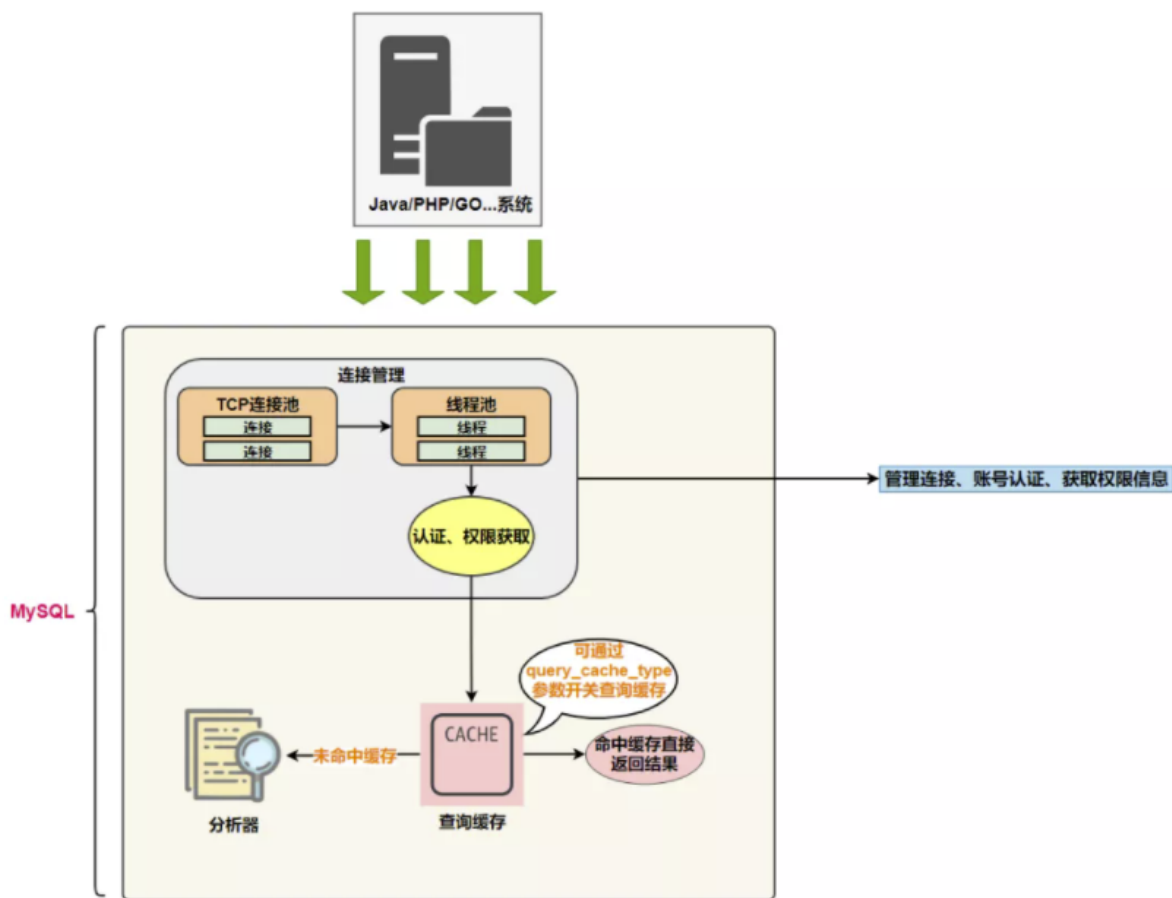 Java/PHP/GO...系统
连接管理
TCP连接池
连接
连接
线程池
线程
线程
认证、权限获取
管理连接、账号认证、获取权限信息
MySQL
可通过
query_cache_type
参数开关查询缓存
CACHE
查询缓存
未命中缓存
命中缓存直接
返回结果
分析器